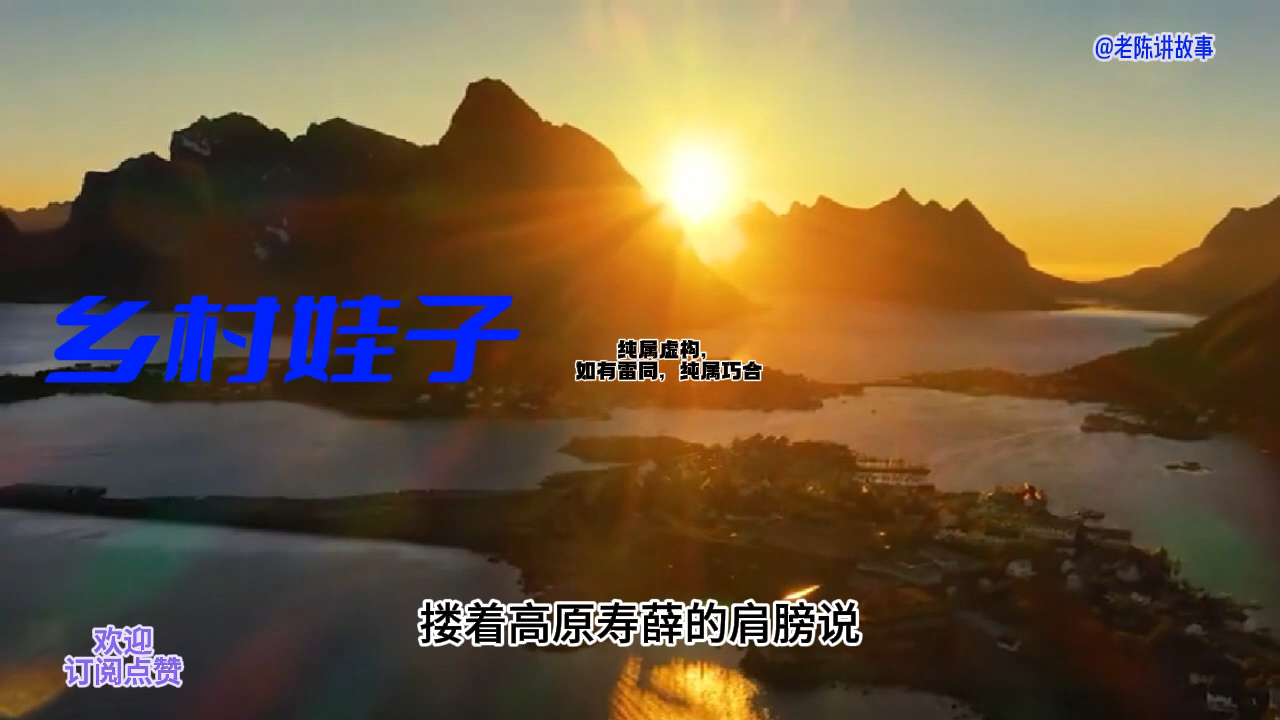 @老陈讲故事
乡村娃子
纯属虚构，
如有雷同，纯属巧合
搂着高原寿薛的肩膀说
欢迎
订阅点赞